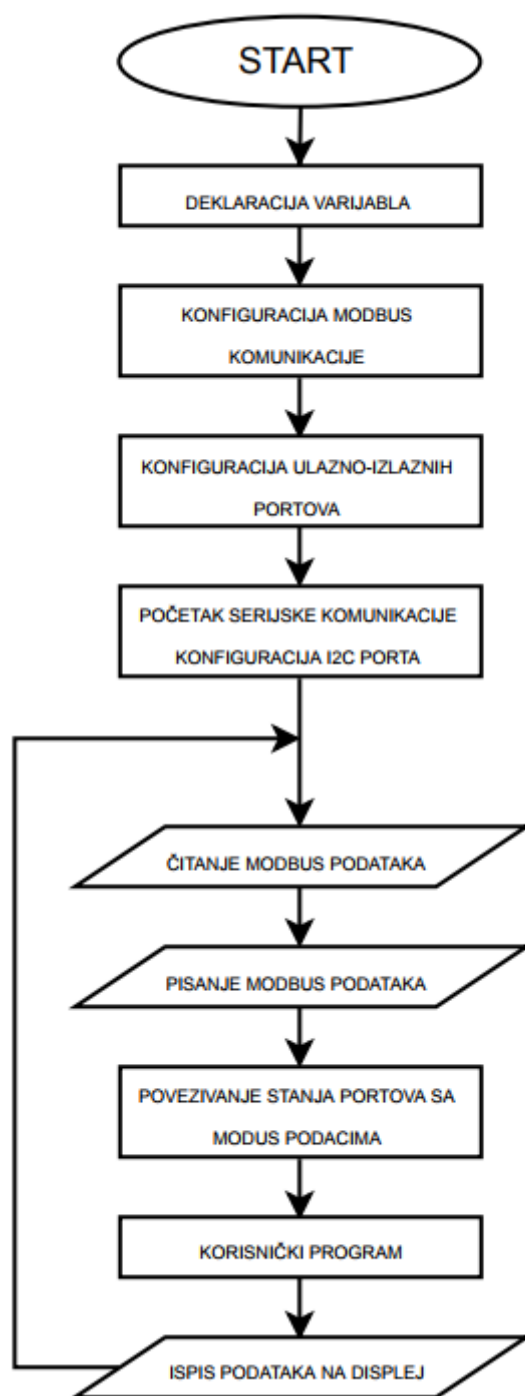 START
DEKLARACIJA VARIJABLA
KONFIGURACIJA MODBUS
KOMUNIKACIJE
KONFIGURACIJA ULAZNO-IZLAZNIH
PORTOVA
POČETAK SERIJSKE KOMUNIKACIJE
KONFIGURACIJA I2C PORTA
ČITANJE MODBUS PODATAKA
PISANJE MODBUS PODATAKA
POVEZIVANJE STANJA PORTOVA SA
MODUS PODACIMA
KORISNIČKI PROGRAM
ISPIS PODATAKA NA DISPLEJ